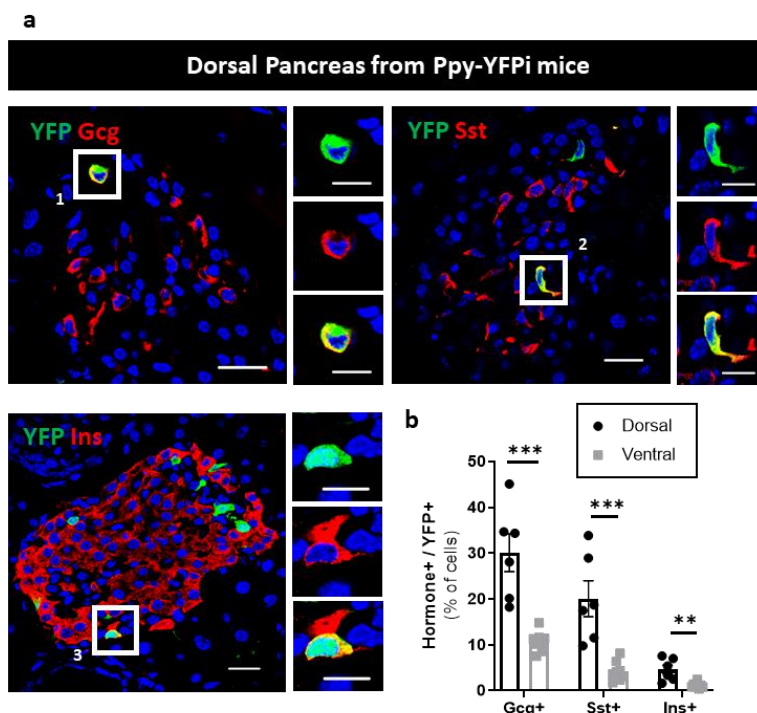 a
Dorsal Pancreas from Ppy-YFPi mice
YFP Gcg
1
YFP Sst
2
YFP Ins
3
b
Dorsal
Ventral
Hormone+ / YFP+
(% of cells)
50
40
30
20
10
0
***
***
**
Gcg+ Sst+ Ins+